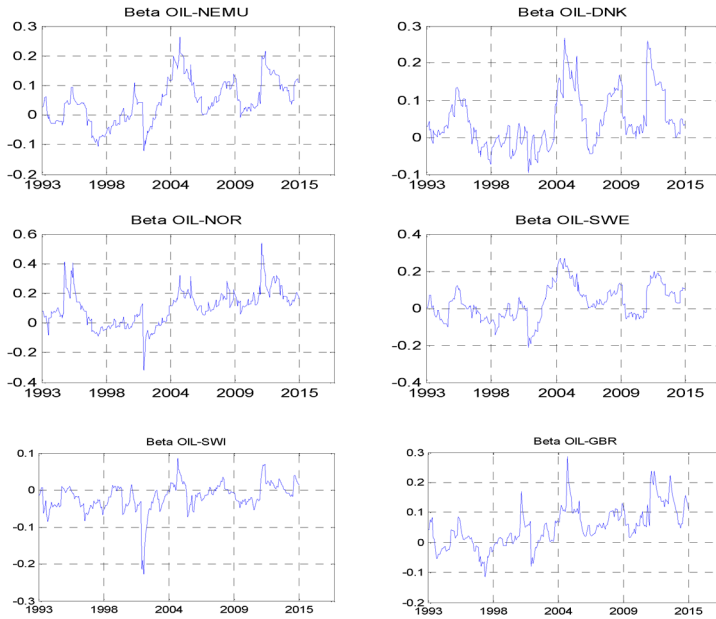 Beta OIL-NEMU
0.3
0.2
0.1
0
-0.1
-0.2
1993 1998 2004 2009 2015
Beta OIL-DNK
0.3
0.2
0.1
0
-0.1
1993 1998 2004 2009 2015
Beta OIL-NOR
0.6
0.4
0.2
0
-0.2
-0.4
1993 1998 2004 2009 2015
Beta OIL-SWE
0.4
0.2
0
-0.2
-0.4
1993 1998 2004 2009 2015
Beta OIL-SWI
0.1
0
-0.1
-0.2
-0.3
1993 1998 2004 2009 2015
Beta OIL-GBR
0.3
0.2
0.1
0
-0.1
-0.2
1993 1998 2004 2009 2015